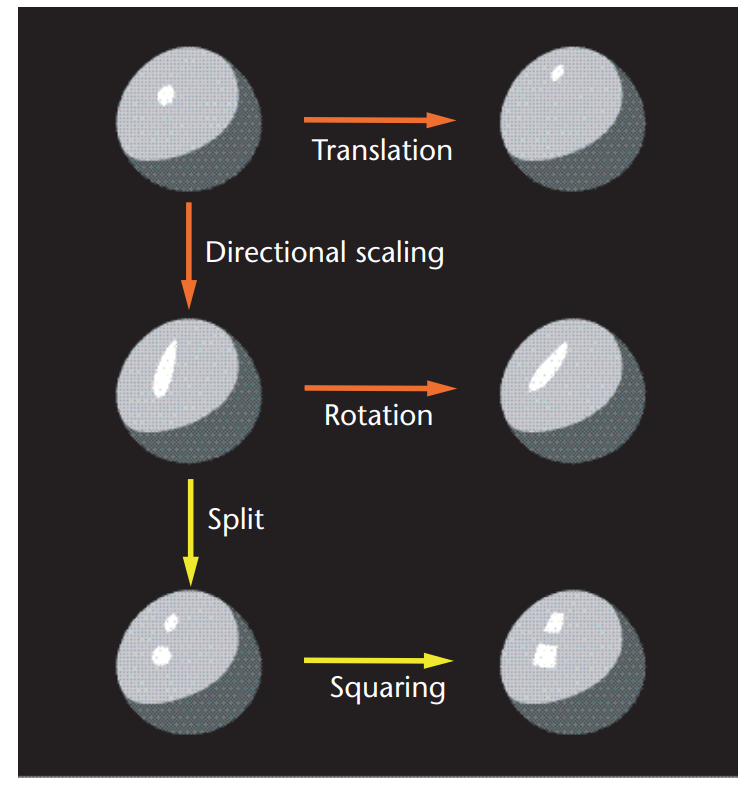 Translation
Directional scaling
Rotation
Split
Squaring